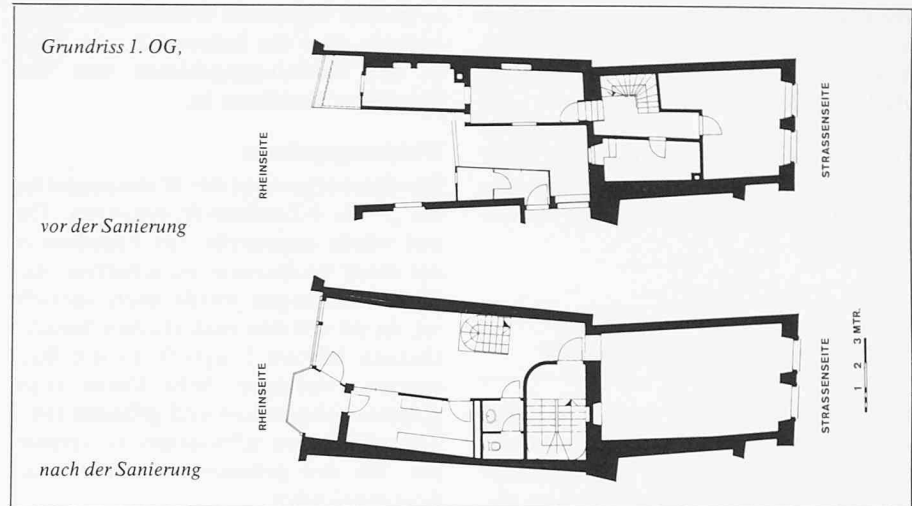 Grundriss 1. OG,
RHEINSEITE
STRASSENSEITE
vor der Sanierung
RHEINSEITE
STRASSENSEITE
1 2 3 MTR.
nach der Sanierung